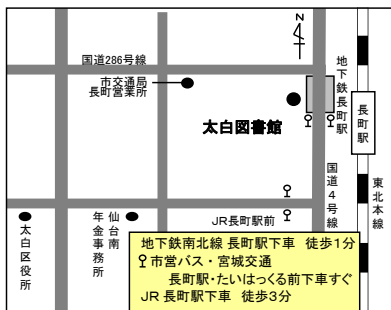 N
国道286号線
市交通局
長町営業所
地下鉄長町駅
長町駅
太白図書館
国道4号線
東北本線
JR長町駅前
仙台南
年金事務所
太白区役所
地下鉄南北線 長町駅下車 徒歩1分
市営バス・宮城交通
長町駅・たいはっくる前下車すぐ
JR 長町駅下車 徒歩3分